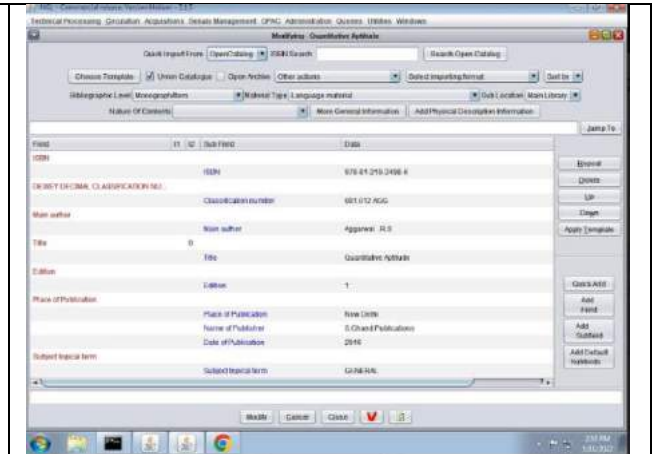 Technical Processing Circulation Acquisitions Serials Management OPAC Administration Queries Utilities Windows
Modifying Quantitative Aptitude
Quick Import From OpenCatalog ISBN Search Search Open Catalog
Choose Template Union Catalogue Open Archive Other actions Select importing format Sort by
Bibliographic Level Monograph/Item Material Type Language material Sub Location Main Library
Nature Of Contents More General Information Add Physical Description Information
Jump To
Field I1 I2 Sub Field Data
ISBN
ISBN 978-81-219-2498-6
Repeat
Delete
DEWEY DECIMAL CLASSIFICATION NU...
Classification number AGG
Up
Main author
Down
Main author Aggarwal R.S
Apply Template
Title 0
Title Quantitative Aptitude
Edition
Edition 1
Quick Add
Place of Publication
Add Field
Place of Publication New Delhi
Name of Publisher S.Chand Publications
Add Subfield
Date of Publication 2016
Subject topical term
Add Default Subfields
Subject topical term GENERAL
Modify Cancel Close